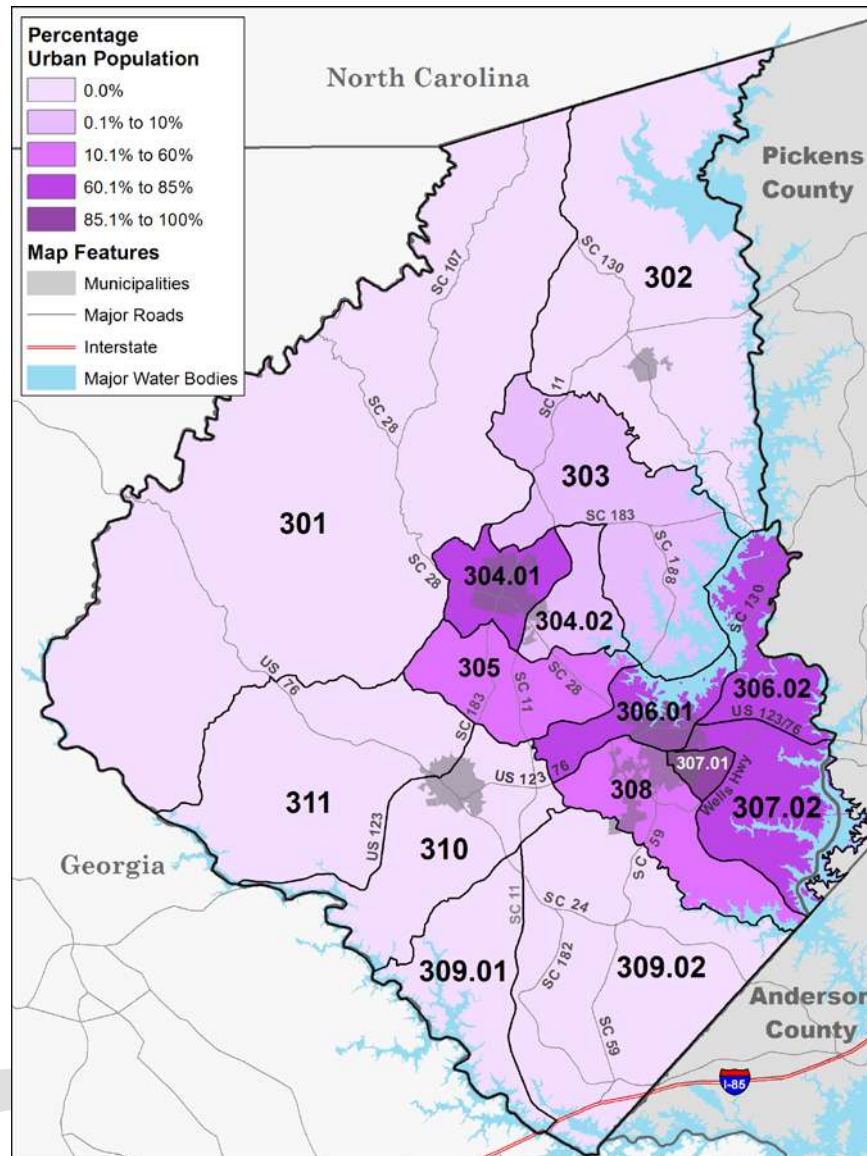 Percentage
Urban Population
0.0%
0.1% to 10%
10.1% to 60%
60.1% to 85%
85.1% to 100%
Map Features
Municipalities
Major Roads
Interstate
Major Water Bodies
North Carolina
Pickens
County
SC 107
SC 130
302
SC 11
SC 28
303
301
SC 183
SC 188
SC 28
304.01
304.02
SC 130
305
SC 28
SC 11
SC 183
US 76
306.01
306.02
US 123/76
307.01
US 123
76
308
Wells Hwy
307.02
311
US 123
310
SC 59
Georgia
SC 11
SC 24
309.01
SC 182
309.02
SC 59
Anderson
County
I-85